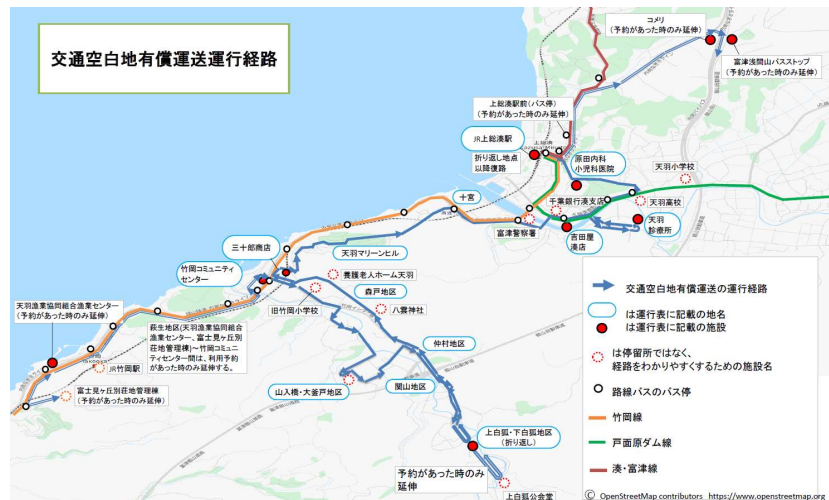 交通空白地有償運送運行経路
コメリ
(予約があった時のみ延伸)
富津浅間山バスストップ
(予約があった時のみ延伸)
上総湊駅前(バス停)
(予約があった時のみ延伸)
JR上総湊駅
折り返し地点
以降復路
上総湊
原田内科
小児科医院
天羽小学校
千葉銀行湊支店
天羽高校
十宮
富津警察署
吉田屋
湊店
天羽
診療所
三十郎商店
天羽マリーンヒル
竹岡コミュニティ
センター
養護老人ホーム天羽
森戸地区
旧竹岡小学校
八雲神社
天羽漁業協同組合漁業センター
(予約があった時のみ延伸)
萩生地区(天羽漁業協同組合
漁業センター、富士見ヶ丘別
荘地管理棟)～竹岡コミュニ
ティセンター間は、利用予約
があった時のみ延伸する。
JR竹岡駅
富士見ヶ丘別荘地管理棟
(予約があった時のみ延伸)
仲村地区
関山地区
山入橋・大釜戸地区
上白狐・下白狐地区
(折り返し)
予約があった時のみ
延伸
上白狐公会堂
交通空白地有償運送の運行経路
は運行表に記載の地名
は運行表に記載の施設
は停留所ではなく、
経路をわかりやすくするための施設名
路線バスのバス停
竹岡線
戸面原ダム線
湊・富津線
© OpenStreetMap contributors https://www.openstreetmap.org